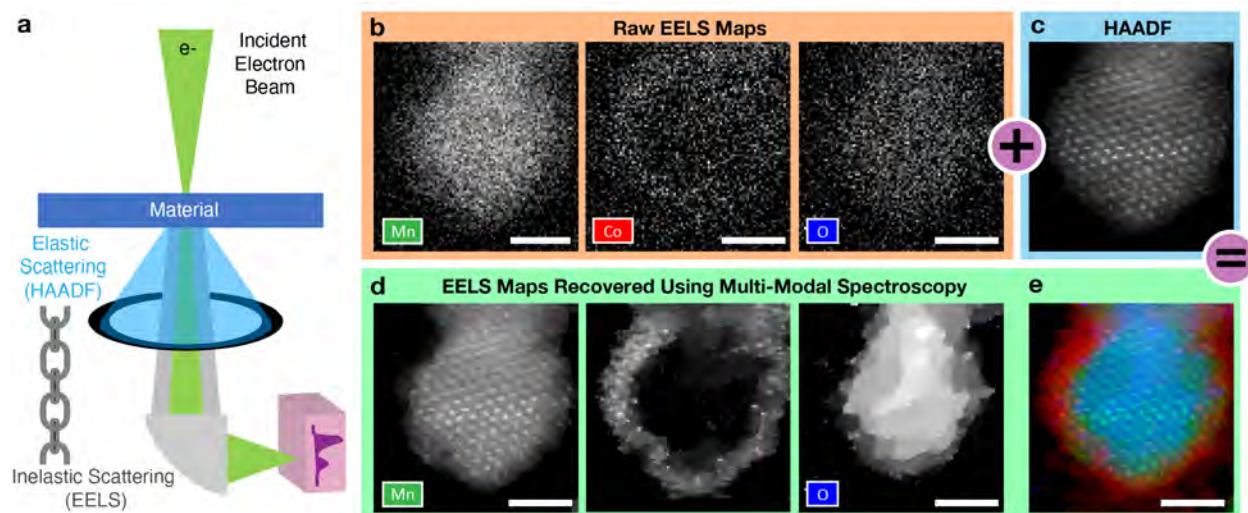 a
e-
Incident
Electron
Beam
Material
Elastic
Scattering
(HAADF)
Inelastic Scattering
(EELS)
b
Raw EELS Maps
Mn
Co
O
+
c
HAADF
=
d
EELS Maps Recovered Using Multi-Modal Spectroscopy
Mn
O
e